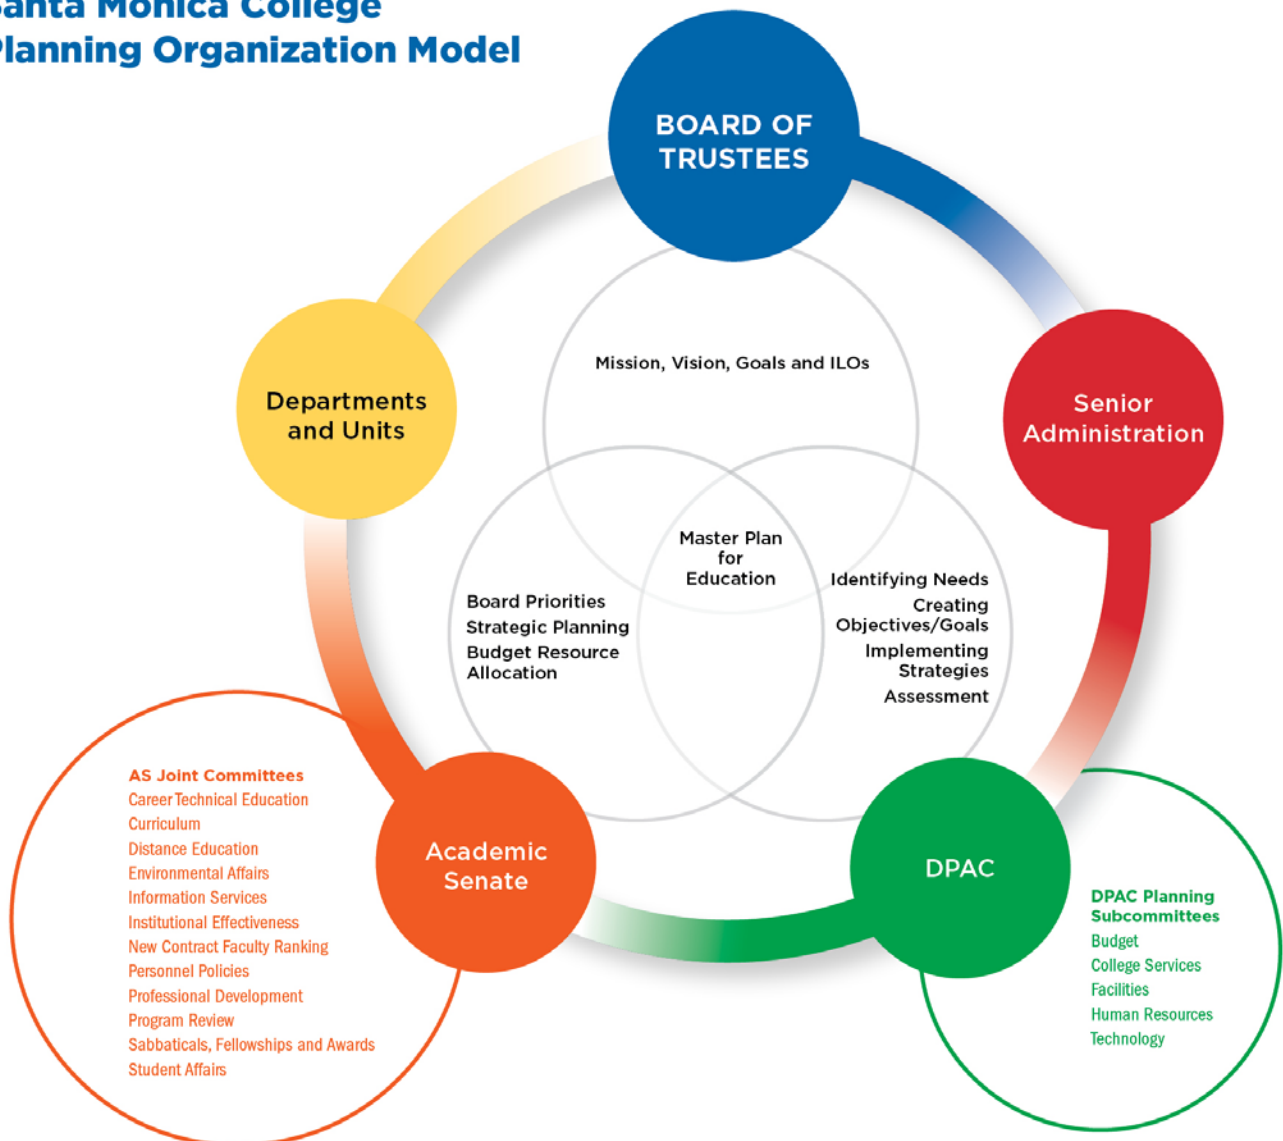 Santa Monica College
Planning Organization Model
BOARD OF
TRUSTEES
Mission, Vision, Goals and ILOs
Departments
and Units
Senior
Administration
Master Plan
for
Education
Board Priorities
Strategic Planning
Budget Resource
Allocation
Identifying Needs
Creating
Objectives/Goals
Implementing
Strategies
Assessment
AS Joint Committees
Career Technical Education
Curriculum
Distance Education
Environmental Affairs
Information Services
Institutional Effectiveness
New Contract Faculty Ranking
Personnel Policies
Professional Development
Program Review
Sabbaticals, Fellowships and Awards
Student Affairs
Academic
Senate
DPAC
DPAC Planning
Subcommittees
Budget
College Services
Facilities
Human Resources
Technology